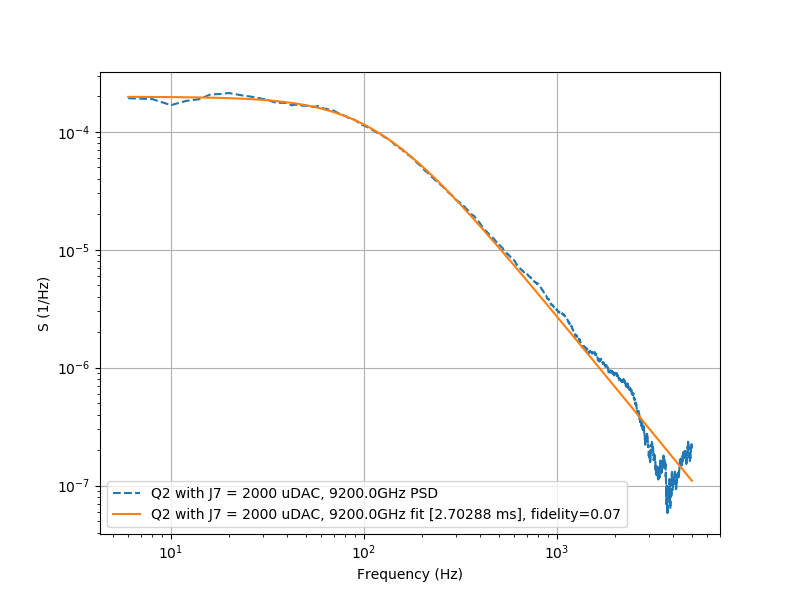 10⁻⁴
10⁻⁵
10⁻⁶
10⁻⁷
S (1/Hz)
Q2 with J7 = 2000 uDAC, 9200.0GHz PSD
Q2 with J7 = 2000 uDAC, 9200.0GHz fit [2.70288 ms], fidelity=0.07
10¹
10²
10³
Frequency (Hz)